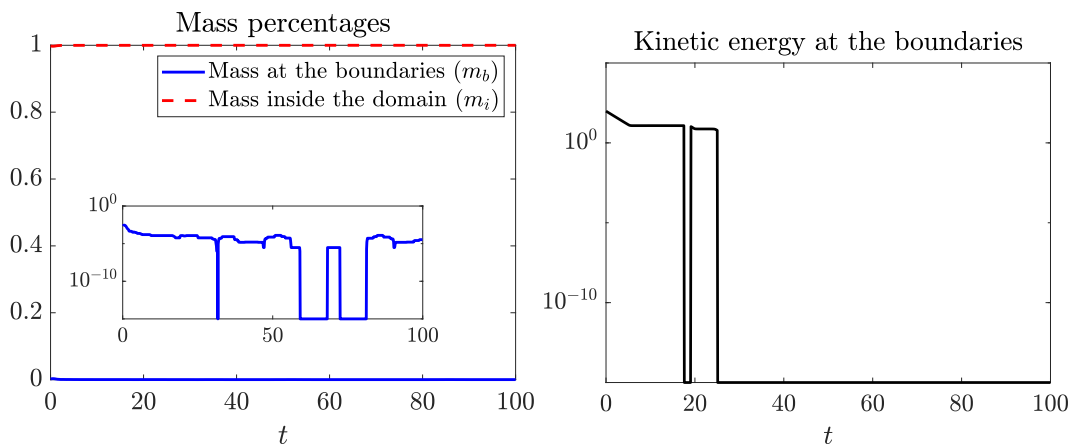 Mass percentages
1
0.8
0.6
0.4
0.2
0
Mass at the boundaries (m_b)
Mass inside the domain (m_i)
10^0
10^{-10}
0 50 100
0 20 40 60 80 100
t
Kinetic energy at the boundaries
10^0
10^{-10}
0 20 40 60 80 100
t